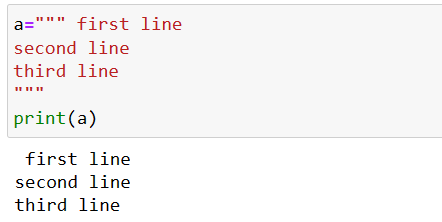 a=""" first line
second line
third line
"""
print(a)
 first line
second line
third line